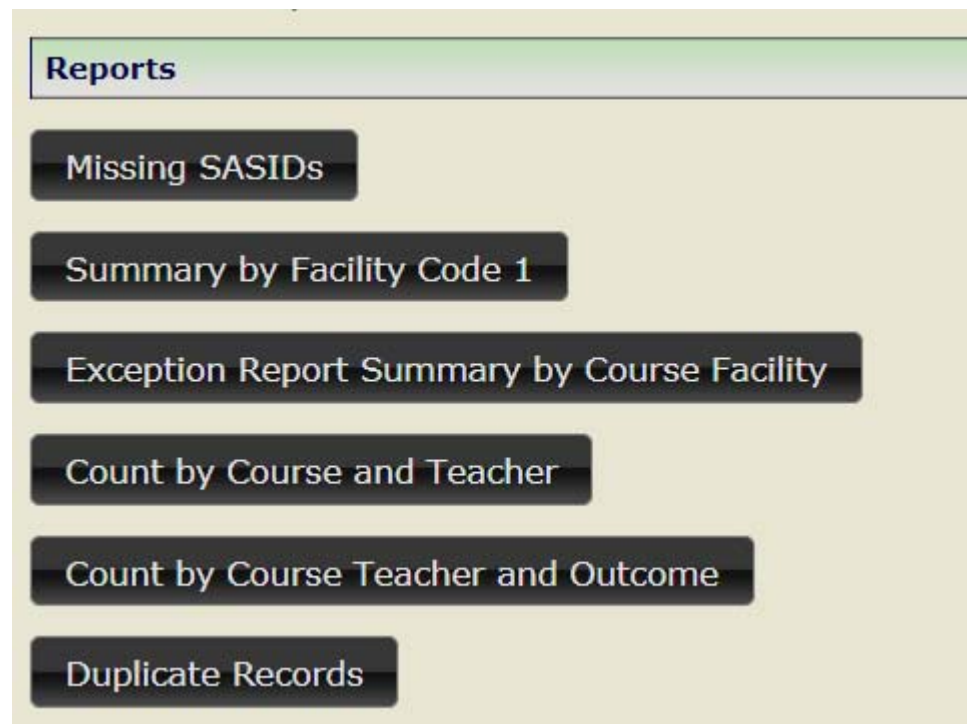 Reports
Missing SASIDs
Summary by Facility Code 1
Exception Report Summary by Course Facility
Count by Course and Teacher
Count by Course Teacher and Outcome
Duplicate Records